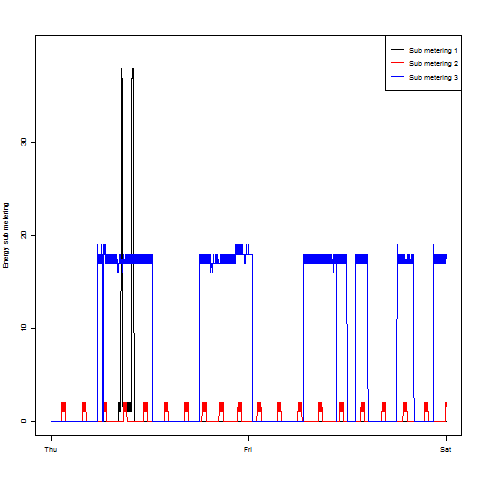 Sub metering 1
Sub metering 2
Sub metering 3
30
20
10
0
Energy sub metering
Thu
Fri
Sat